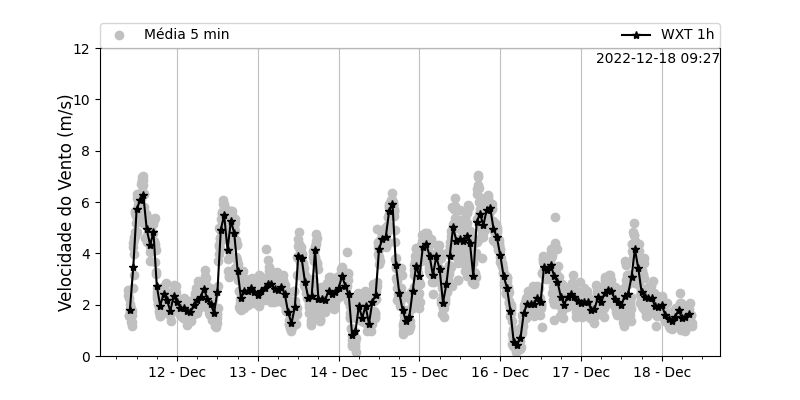 Média 5 min
WXT 1h
2022-12-18 09:27
Velocidade do Vento (m/s)
12
10
8
6
4
2
0
12 - Dec
13 - Dec
14 - Dec
15 - Dec
16 - Dec
17 - Dec
18 - Dec